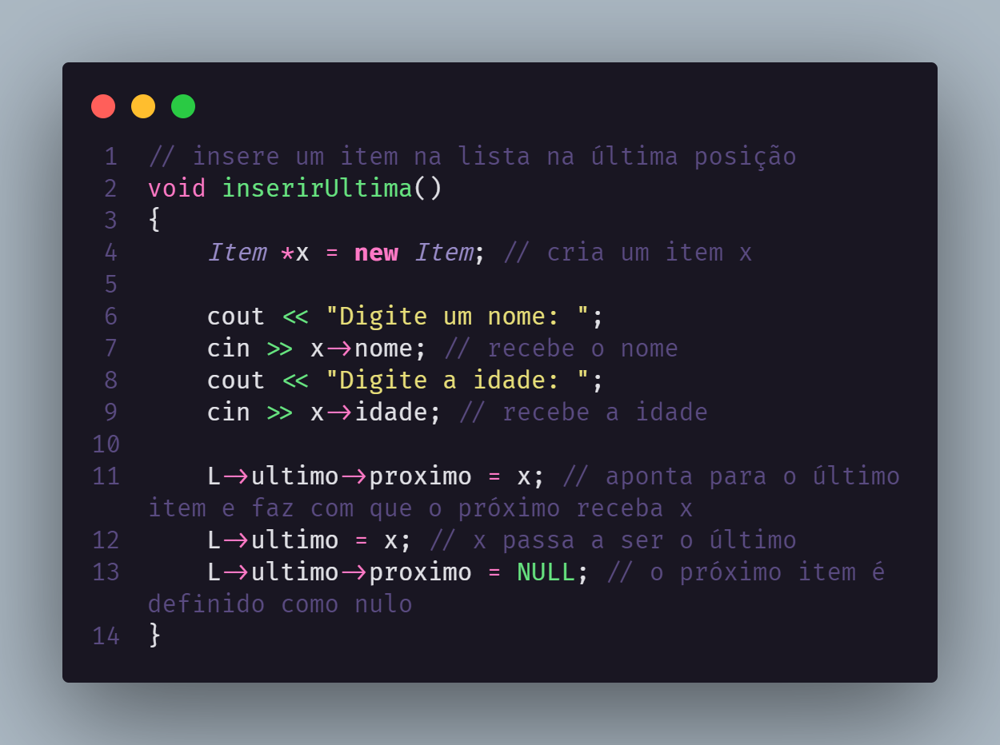 1 // insere um item na lista na última posição
2 void inserirUltima()
3 {
4     Item *x = new Item; // cria um item x
5
6     cout << "Digite um nome: ";
7     cin >> x->nome; // recebe o nome
8     cout << "Digite a idade: ";
9     cin >> x->idade; // recebe a idade
10
11     L->ultimo->proximo = x; // aponta para o último
item e faz com que o próximo receba x
12     L->ultimo = x; // x passa a ser o último
13     L->ultimo->proximo = NULL; // o próximo item é
definido como nulo
14 }